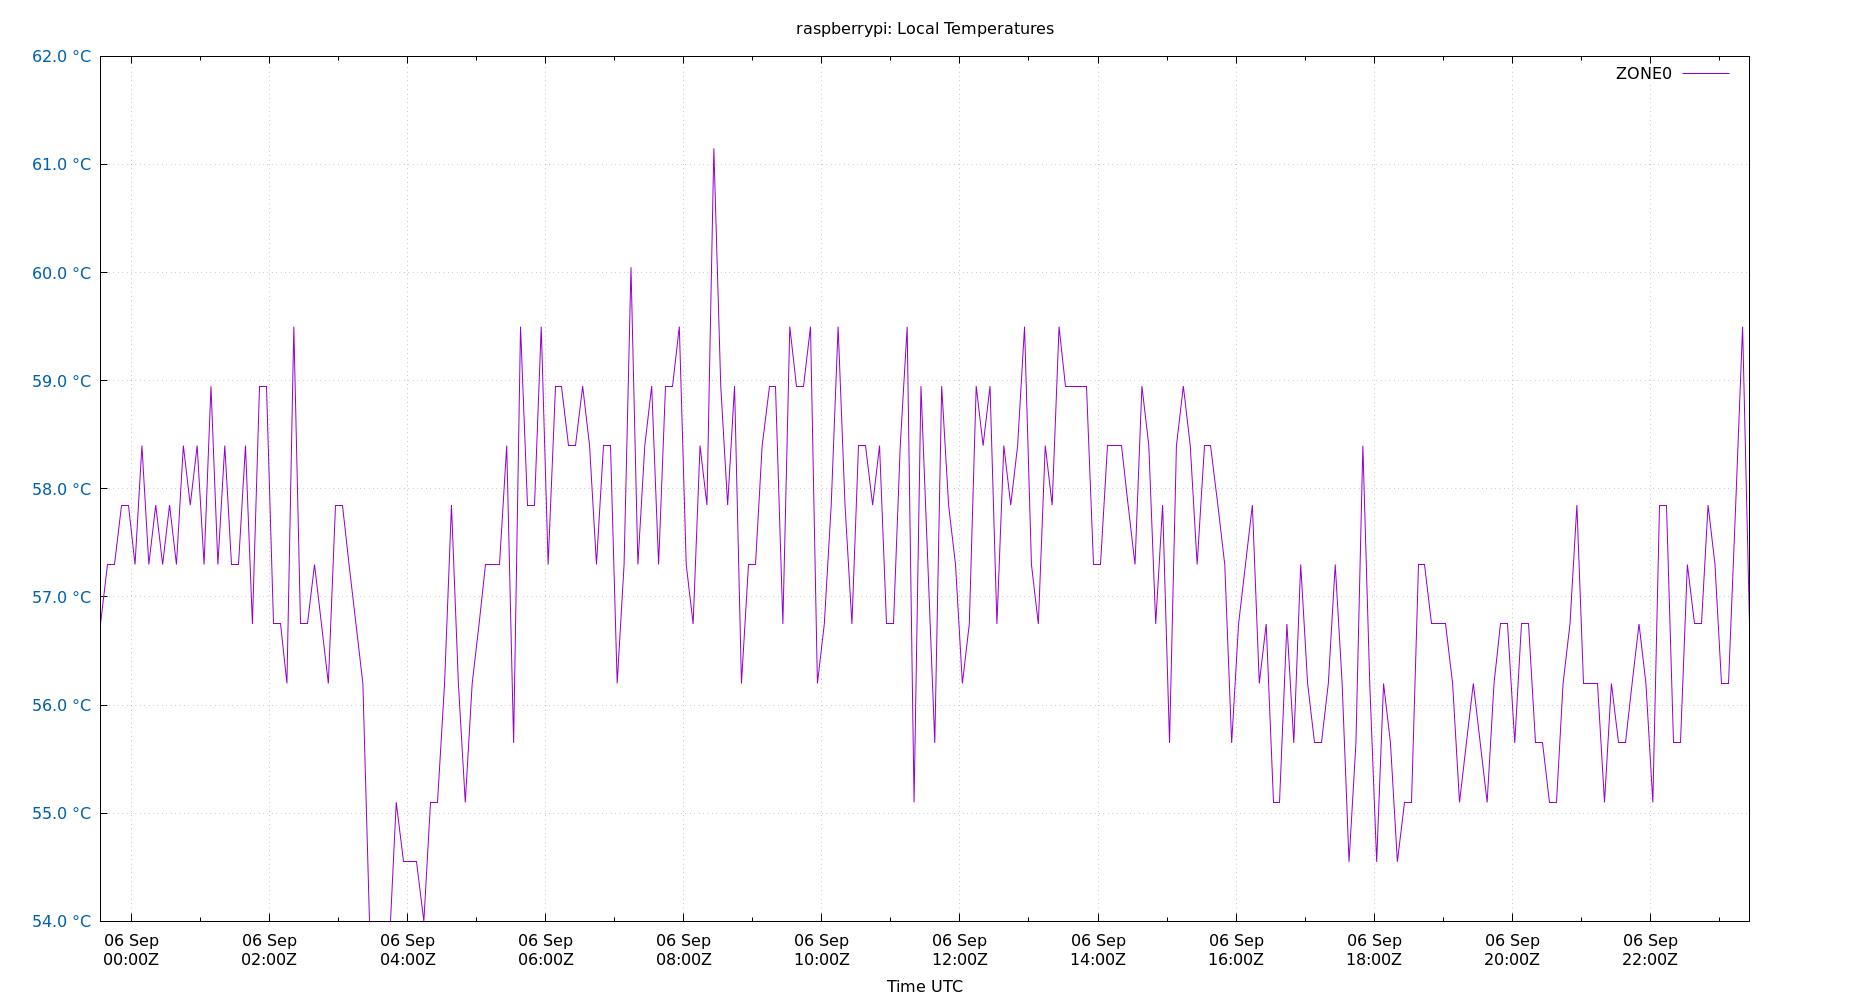 raspberrypi: Local Temperatures
62.0 °C
ZONE0
61.0 °C
60.0 °C
59.0 °C
58.0 °C
57.0 °C
56.0 °C
55.0 °C
54.0 °C
06 Sep 06 Sep 06 Sep 06 Sep 06 Sep 06 Sep 06 Sep 06 Sep 06 Sep 06 Sep 06 Sep 06 Sep
00:00Z 02:00Z 04:00Z 06:00Z 08:00Z 10:00Z 12:00Z 14:00Z 16:00Z 18:00Z 20:00Z 22:00Z
Time UTC